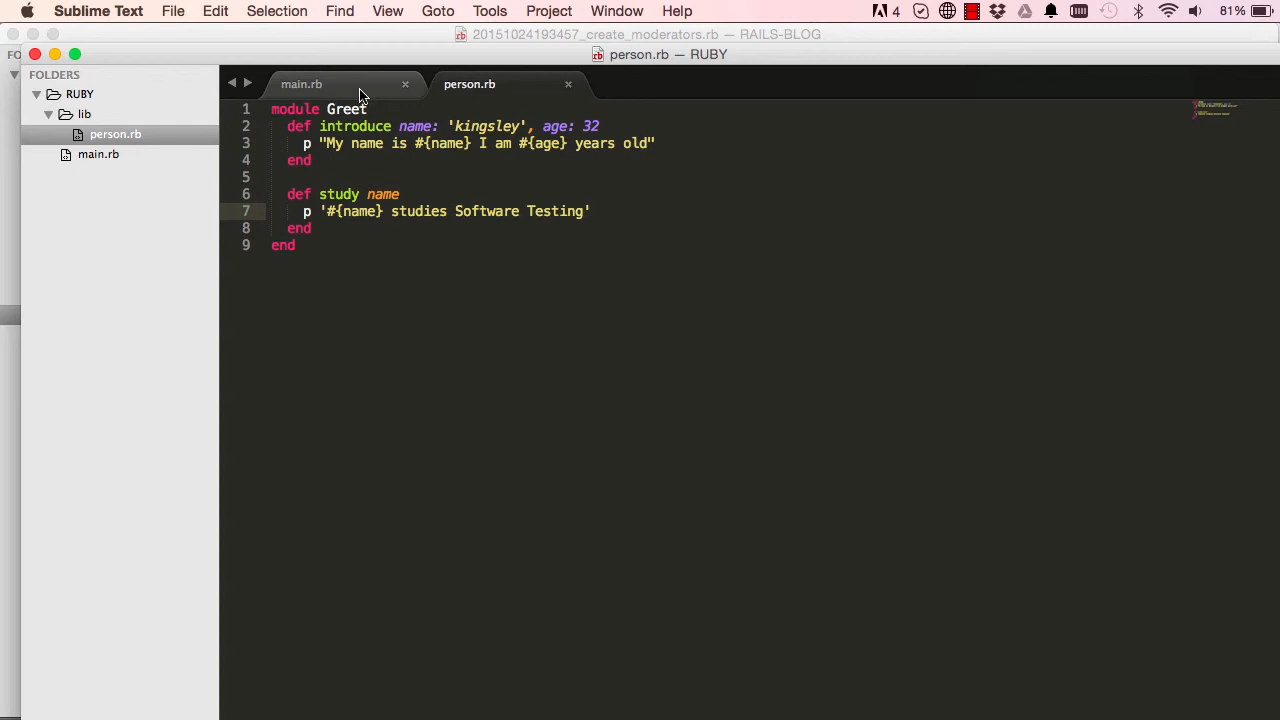 Sublime Text File Edit Selection Find View Goto Tools Project Window Help 4 81%
20151024193457_create_moderators.rb — RAILS-BLOG
person.rb — RUBY
FO
FOLDERS
RUBY
lib
person.rb
main.rb
main.rb × person.rb ×
1 module Greet
2 def introduce name: 'kingsley', age: 32
3 p "My name is #{name} I am #{age} years old"
4 end
5
6 def study name
7 p '#{name} studies Software Testing'
8 end
9 end